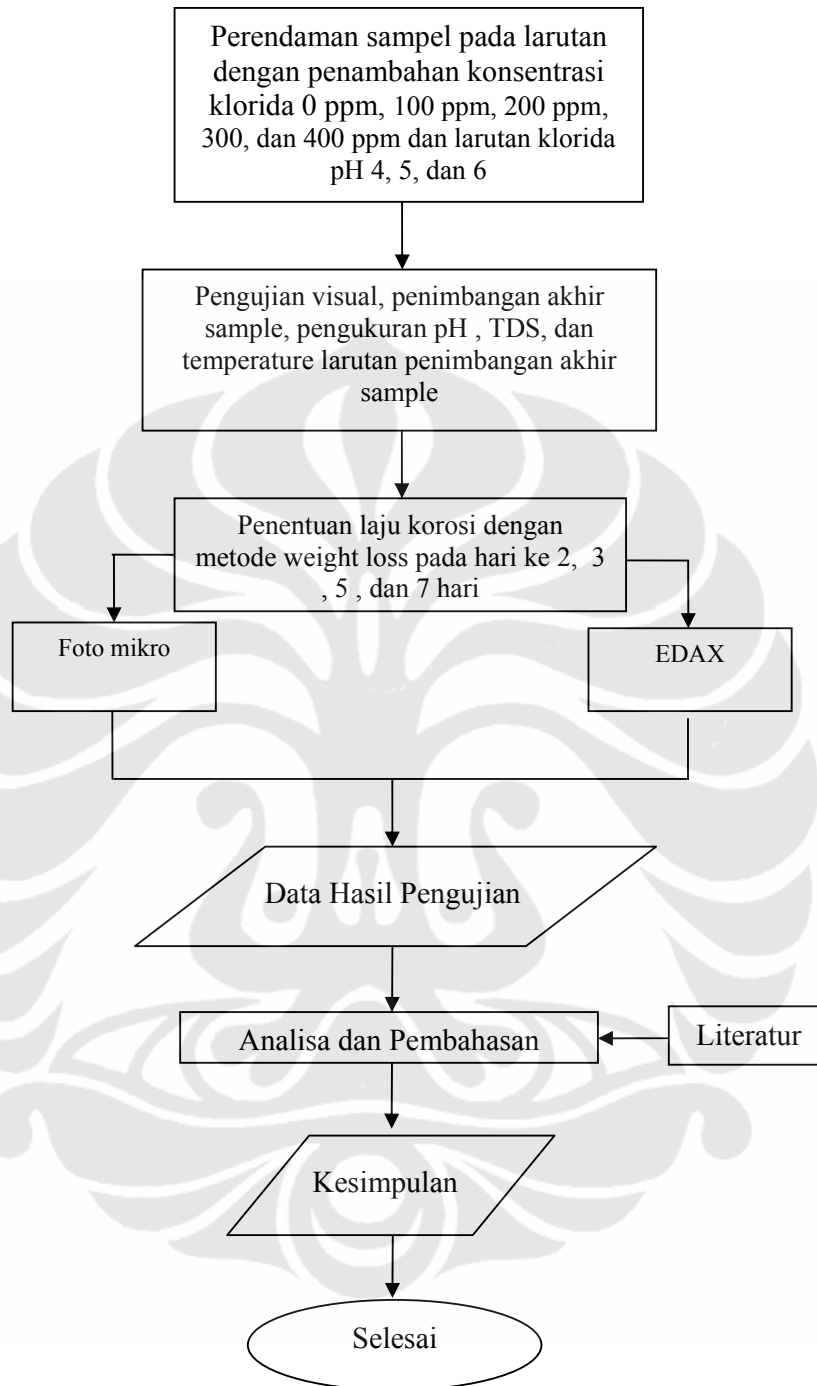 Perendaman sampel pada larutan
dengan penambahan konsentrasi
klorida 0 ppm, 100 ppm, 200 ppm,
300, dan 400 ppm dan larutan klorida
pH 4, 5, dan 6
Pengujian visual, penimbangan akhir
sample, pengukuran pH , TDS, dan
temperature larutan penimbangan akhir
sample
Penentuan laju korosi dengan
metode weight loss pada hari ke 2, 3
, 5 , dan 7 hari
Foto mikro
EDAX
Data Hasil Pengujian
Analisa dan Pembahasan
Literatur
Kesimpulan
Selesai